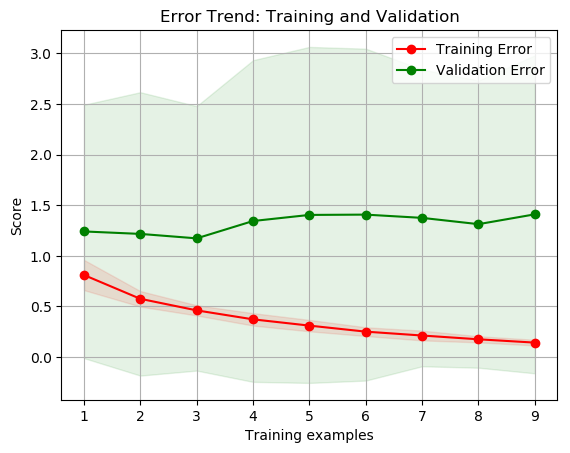 Error Trend: Training and Validation
Training Error
Validation Error
Score
3.0
2.5
2.0
1.5
1.0
0.5
0.0
1 2 3 4 5 6 7 8 9
Training examples